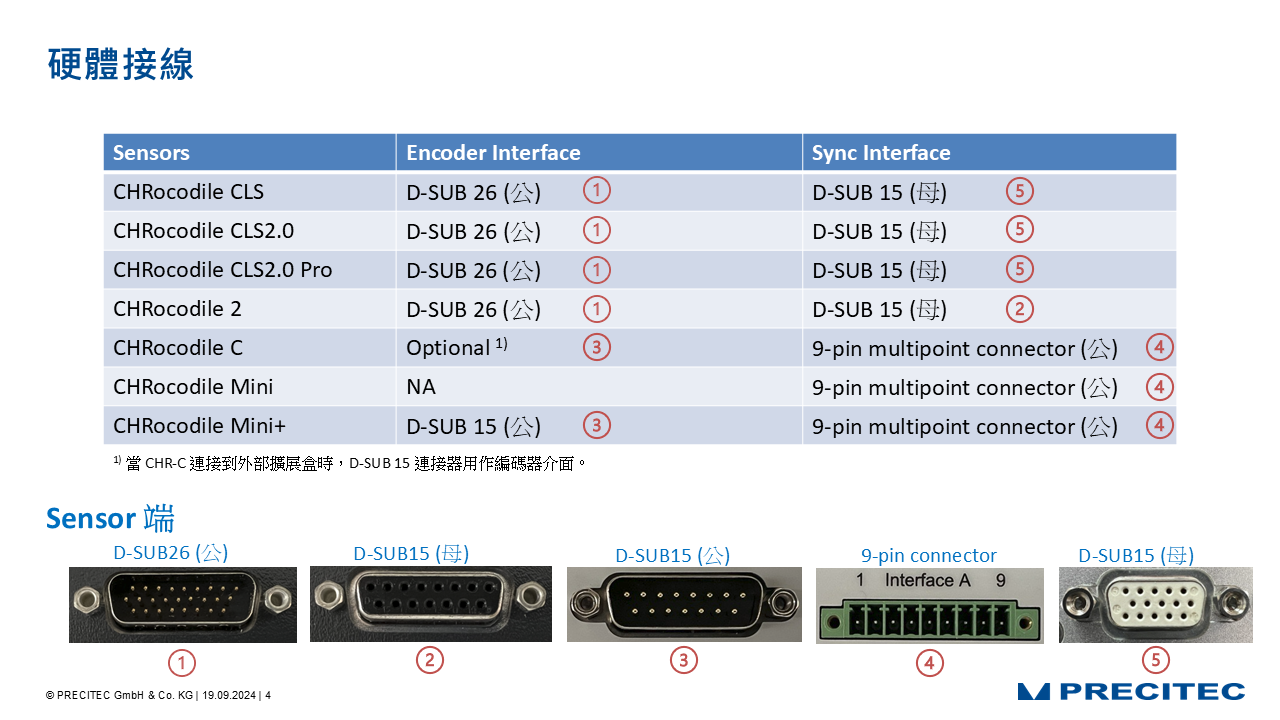 硬體接線
Sensors Encoder Interface Sync Interface
CHRocodile CLS D-SUB 26 (公) ① D-SUB 15 (母) ⑤
CHRocodile CLS2.0 D-SUB 26 (公) ① D-SUB 15 (母) ⑤
CHRocodile CLS2.0 Pro D-SUB 26 (公) ① D-SUB 15 (母) ⑤
CHRocodile 2 D-SUB 26 (公) ① D-SUB 15 (母) ②
CHRocodile C Optional 1) ③ 9-pin multipoint connector (公) ④
CHRocodile Mini NA 9-pin multipoint connector (公) ④
CHRocodile Mini+ D-SUB 15 (公) ③ 9-pin multipoint connector (公) ④
1) 當 CHR-C 連接到外部擴展盒時，D-SUB 15 連接器用作編碼器介面。
Sensor 端
D-SUB26 (公) D-SUB15 (母) D-SUB15 (公) 9-pin connector D-SUB15 (母)
1 Interface A 9
① ② ③ ④ ⑤
© PRECITEC GmbH & Co. KG | 19.09.2024 | 4
PRECITEC